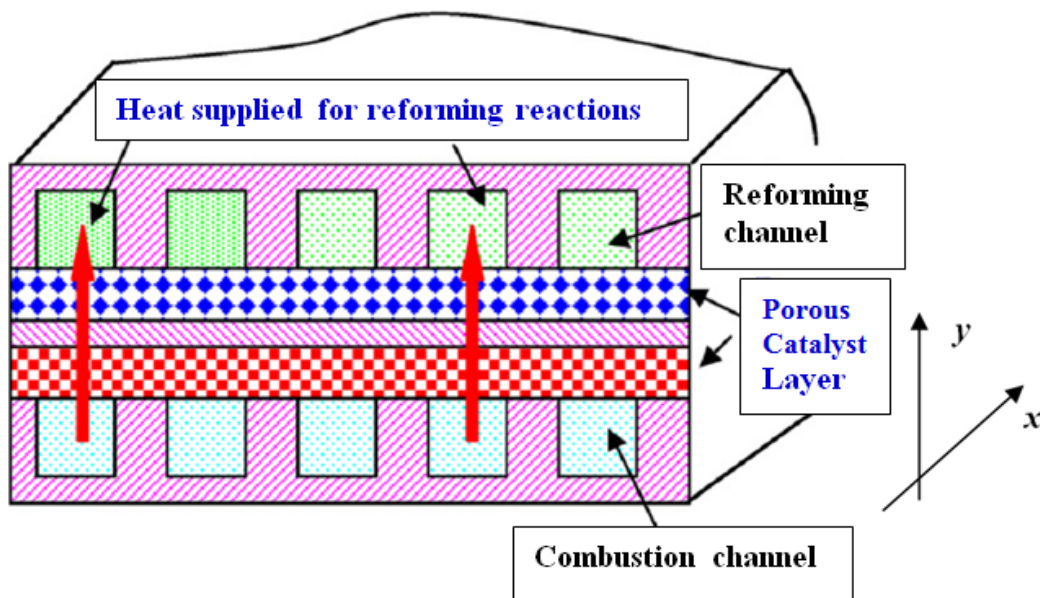 Heat supplied for reforming reactions
Reforming
channel
Porous
Catalyst
Layer
y
x
Combustion channel